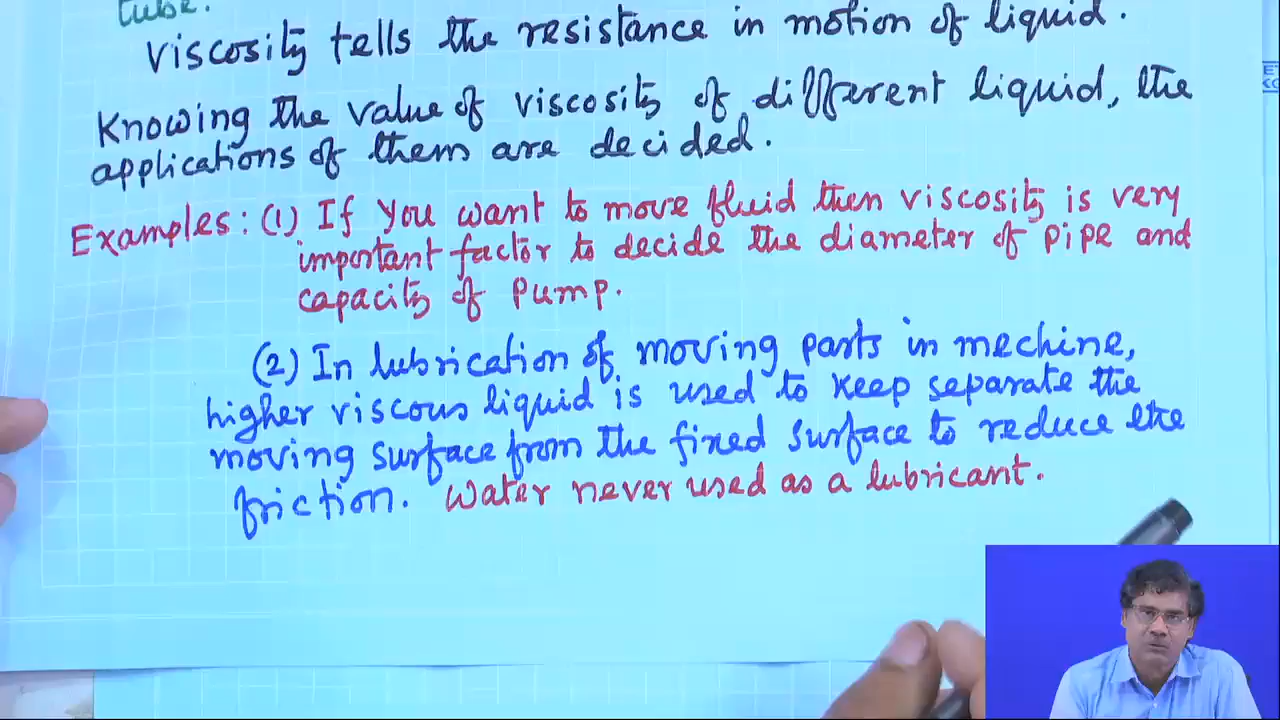 tube.
Viscosity tells the resistance in motion of liquid.
Knowing the value of viscosity of different liquid, the
applications of them are decided.
Examples: (1) If you want to move fluid then viscosity is very
important factor to decide the diameter of pipe and
capacity of pump.
(2) In lubrication of moving parts in mechine,
higher viscous liquid is used to keep separate the
moving surface from the fixed surface to reduce the
friction. Water never used as a lubricant.